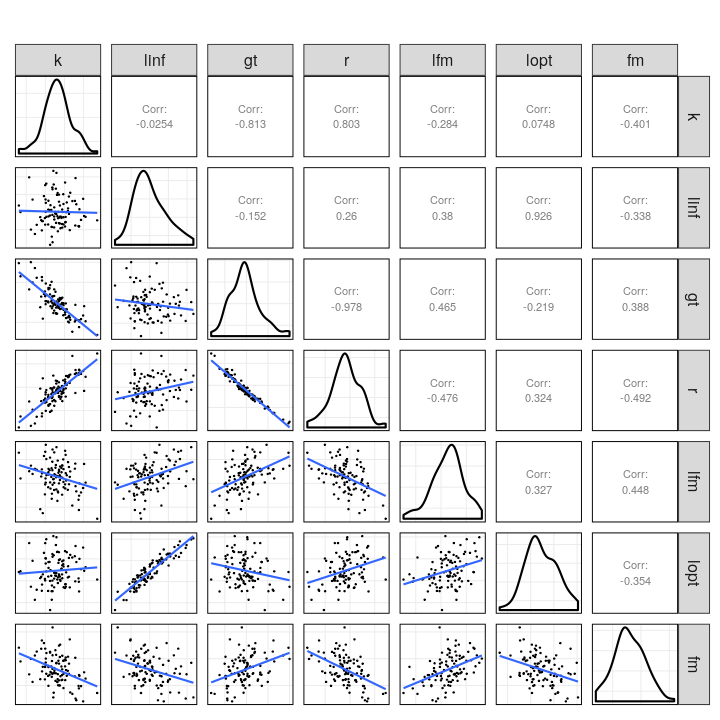 k linf gt r lfm lopt fm
Corr: Corr: Corr: Corr: Corr: Corr:
-0.0254 -0.813 0.803 -0.284 0.0748 -0.401
k
Corr: Corr: Corr: Corr: Corr:
-0.152 0.26 0.38 0.926 -0.338
linf
Corr: Corr: Corr: Corr:
-0.978 0.465 -0.219 0.388
gt
Corr: Corr: Corr:
-0.476 0.324 -0.492
r
Corr: Corr:
0.327 0.448
lfm
Corr:
-0.354
lopt
fm